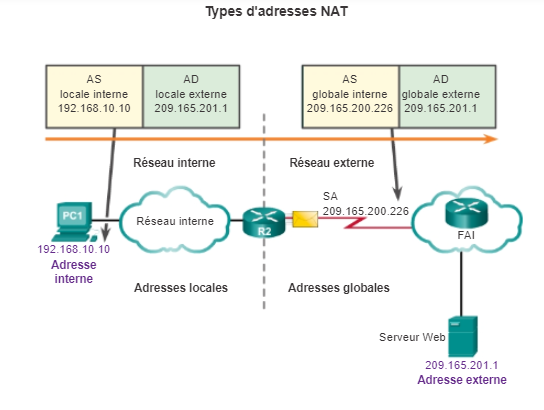 Types d'adresses NAT
AS
locale interne
192.168.10.10
AD
locale externe
209.165.201.1
AS
globale interne
209.165.200.226
AD
globale externe
209.165.201.1
Réseau interne
Réseau externe
SA
209.165.200.226
PC1
Réseau interne
R2
FAI
192.168.10.10
Adresse
interne
Adresses locales
Adresses globales
Serveur Web
209.165.201.1
Adresse externe